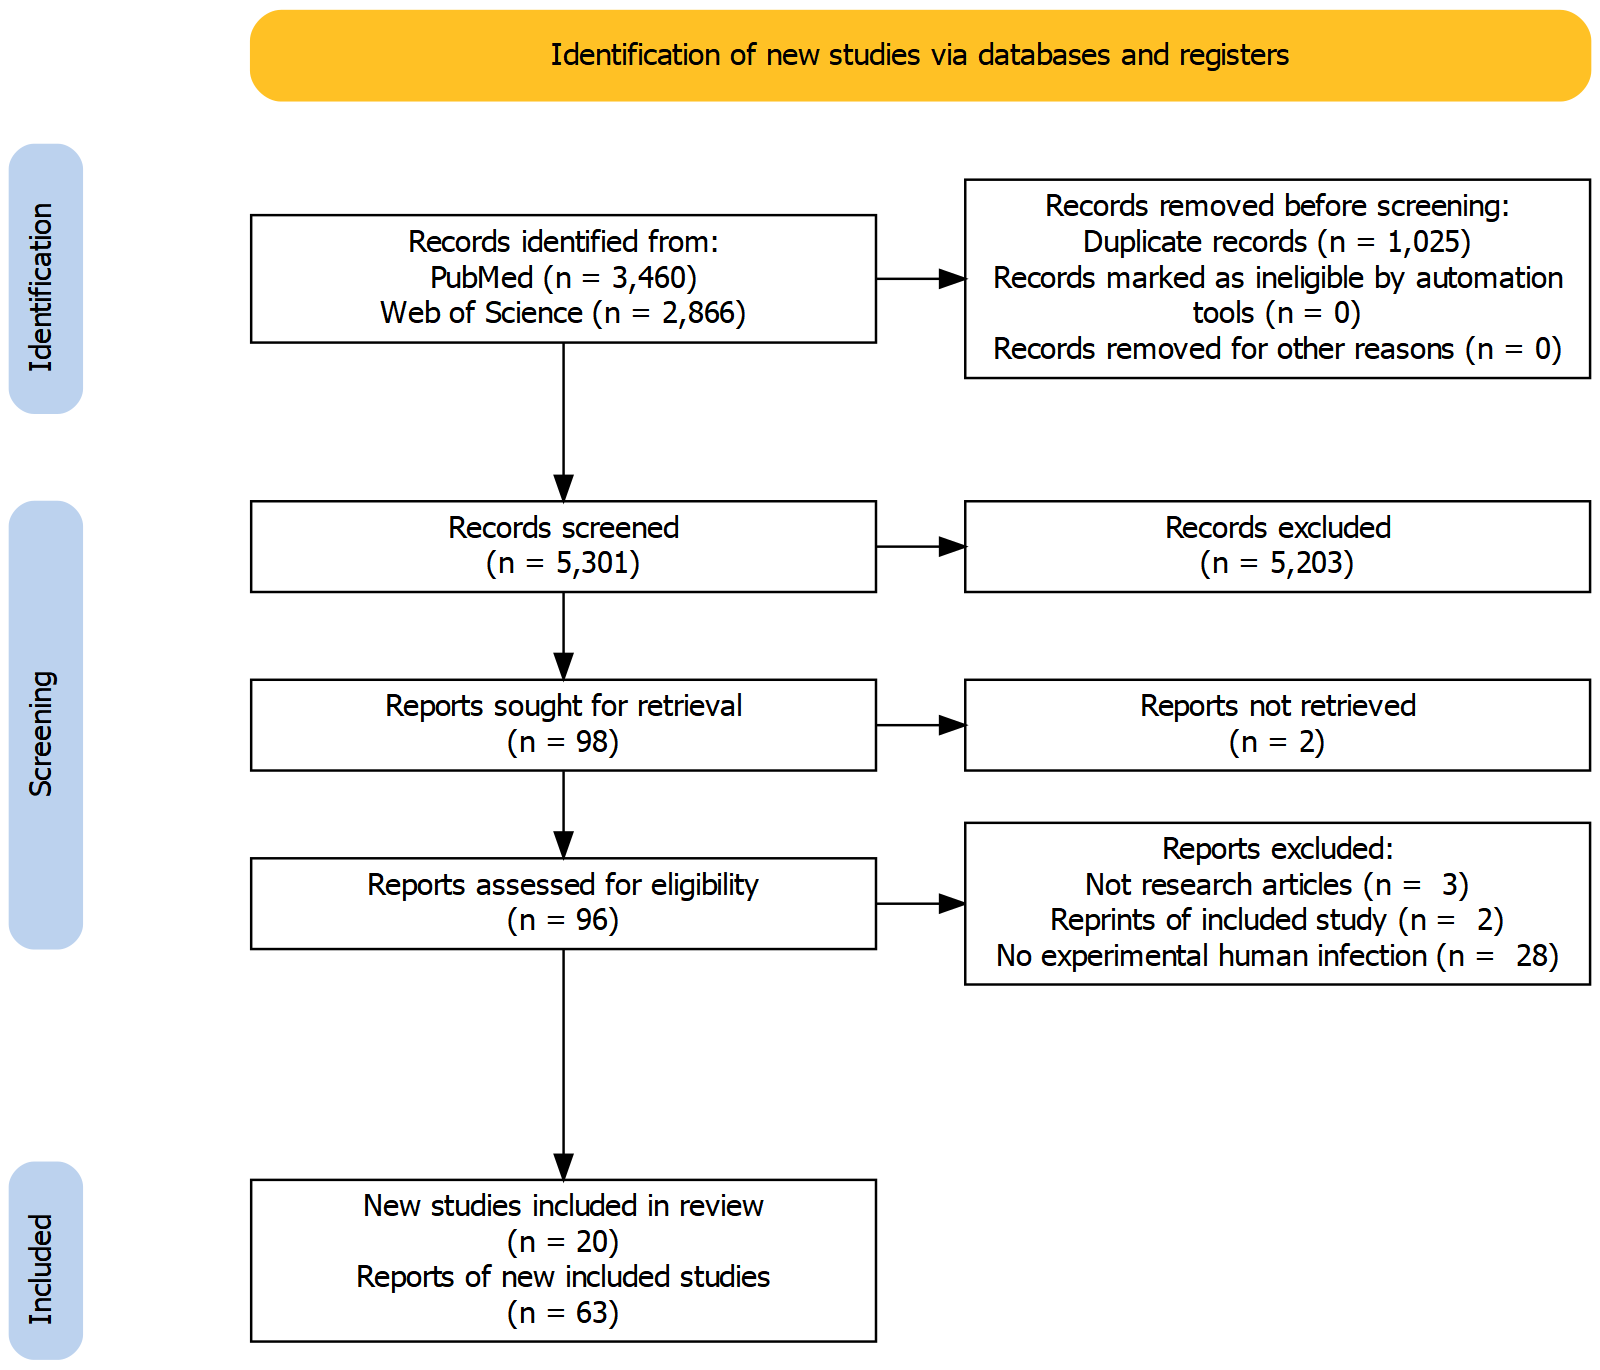 Identification of new studies via databases and registers
Identification
Records identified from:
PubMed (n = 3,460)
Web of Science (n = 2,866)
Records removed before screening:
Duplicate records (n = 1,025)
Records marked as ineligible by automation
tools (n = 0)
Records removed for other reasons (n = 0)
Screening
Records screened
(n = 5,301)
Records excluded
(n = 5,203)
Reports sought for retrieval
(n = 98)
Reports not retrieved
(n = 2)
Reports assessed for eligibility
(n = 96)
Reports excluded:
Not research articles (n =  3)
Reprints of included study (n =  2)
No experimental human infection (n =  28)
Included
New studies included in review
(n = 20)
Reports of new included studies
(n = 63)